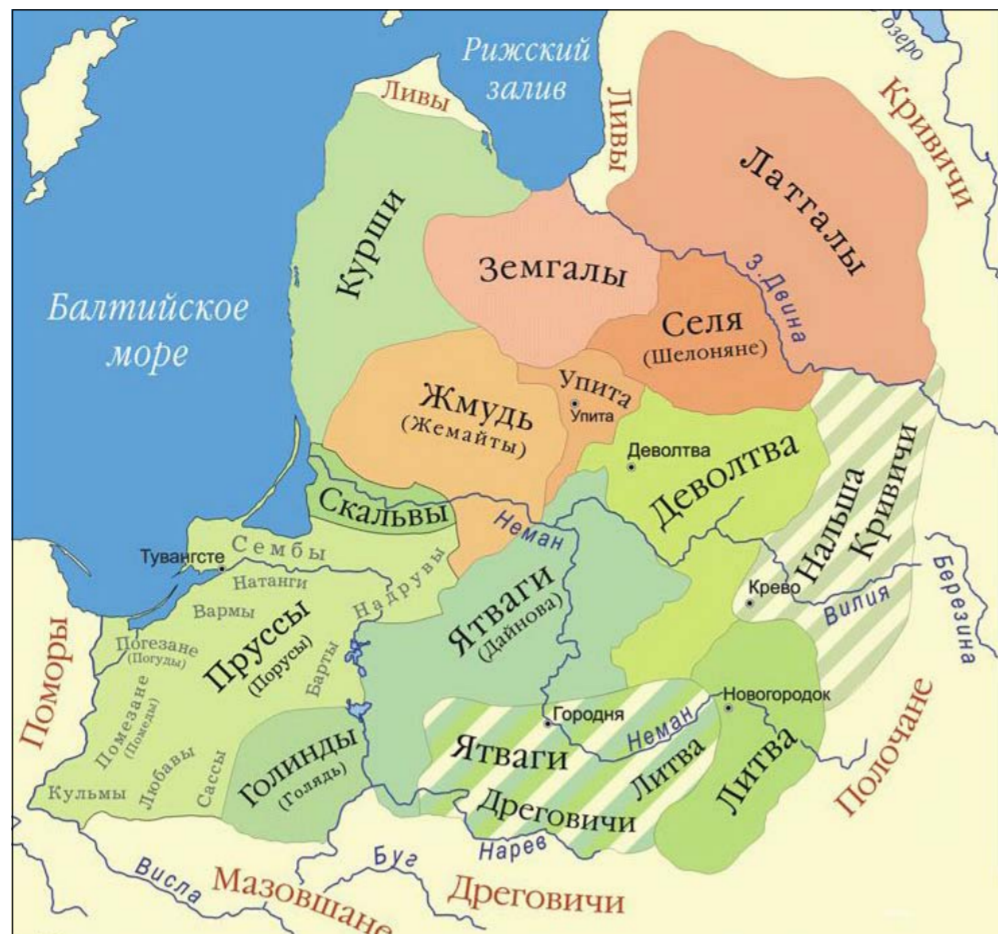 Рижский
залив
озеро
Ливы
Ливы
Кривичи
Латгалы
Курши
Земгалы
З. Двина
Балтийское
море
Селя
(Шелоняне)
Жмудь
(Жемайты)
Упита
Упита
Деволтва
Деволтва
Нальша
Кривичи
Скальвы
Неман
Сембы
Тувангсте
Натанги
Надрувы
Вармы
Крево
Вилия
Березина
Ятваги
(Дайнова)
Погезане
(Погуды)
Пруссы
(Порусы)
Барты
Поморы
Помезане
(Помеды)
Новогородок
Городня
Неман
Полочане
Голинды
(Голядь)
Ятваги
Литва
Литва
Любавы
Сассы
Кульмы
Дреговичи
Нарев
Буг
Висла
Мазовшане
Дреговичи